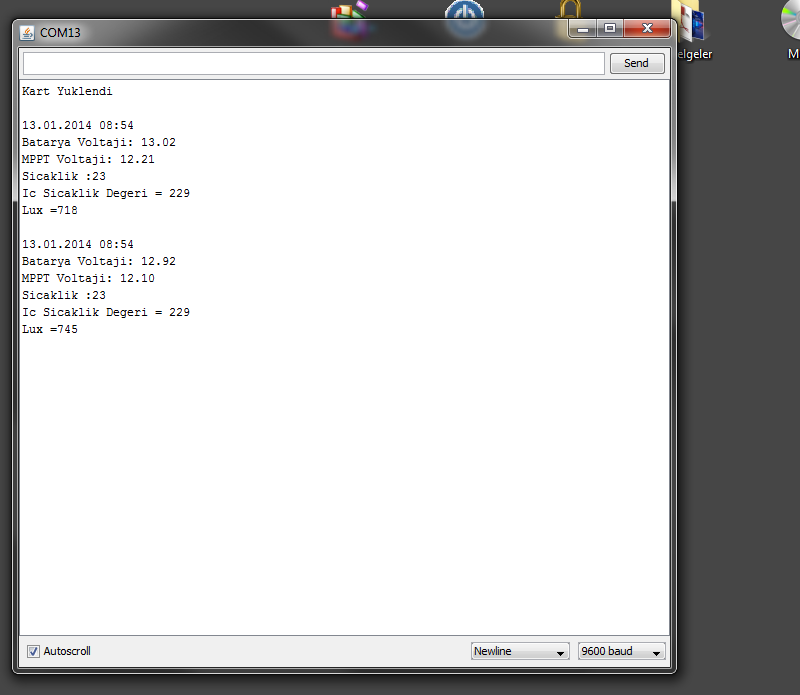 COM13
elgeler
M
Send
Kart Yuklendi
13.01.2014 08:54
Batarya Voltaji: 13.02
MPPT Voltaji: 12.21
Sicaklik :23
Ic Sicaklik Degeri = 229
Lux =718
13.01.2014 08:54
Batarya Voltaji: 12.92
MPPT Voltaji: 12.10
Sicaklik :23
Ic Sicaklik Degeri = 229
Lux =745
Autoscroll
Newline
9600 baud